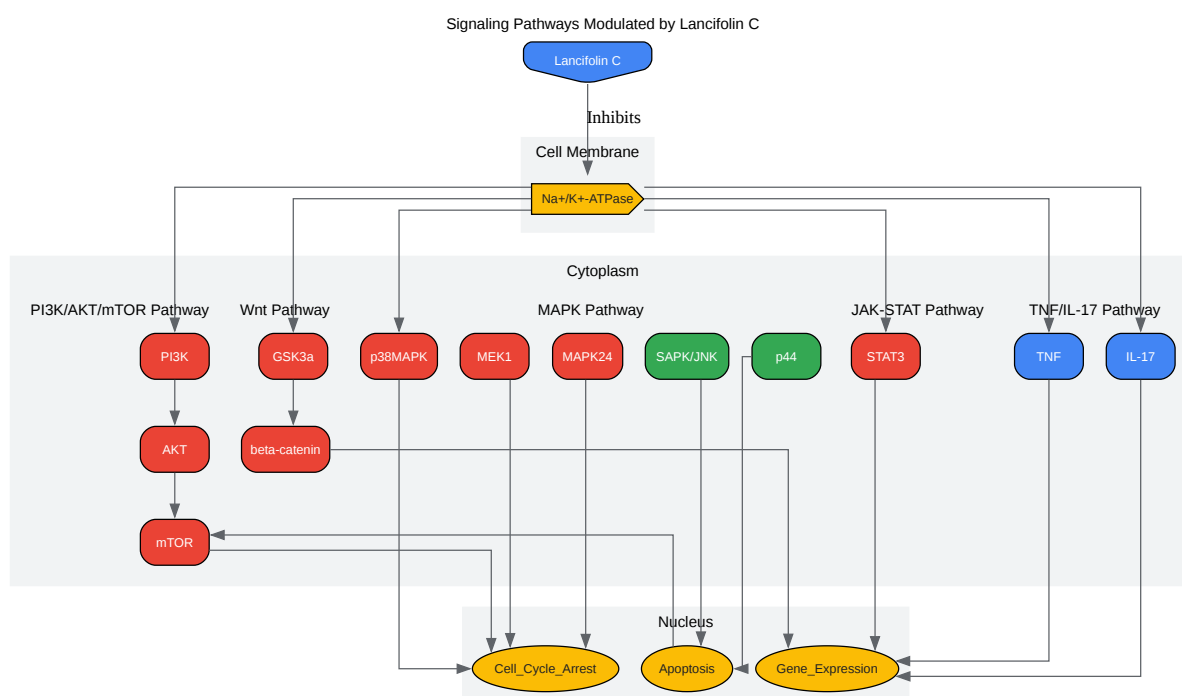 Signaling Pathways Modulated by Lancifolin C
Lancifolin C
Inhibits
Cell Membrane
Na+/K+-ATPase
Cytoplasm
PI3K/AKT/mTOR Pathway
Wnt Pathway
MAPK Pathway
JAK-STAT Pathway
TNF/IL-17 Pathway
PI3K
GSK3a
p38MAPK
MEK1
MAPK24
SAPK/JNK
p44
STAT3
TNF
IL-17
AKT
beta-catenin
mTOR
Nucleus
Cell_Cycle_Arrest
Apoptosis
Gene_Expression